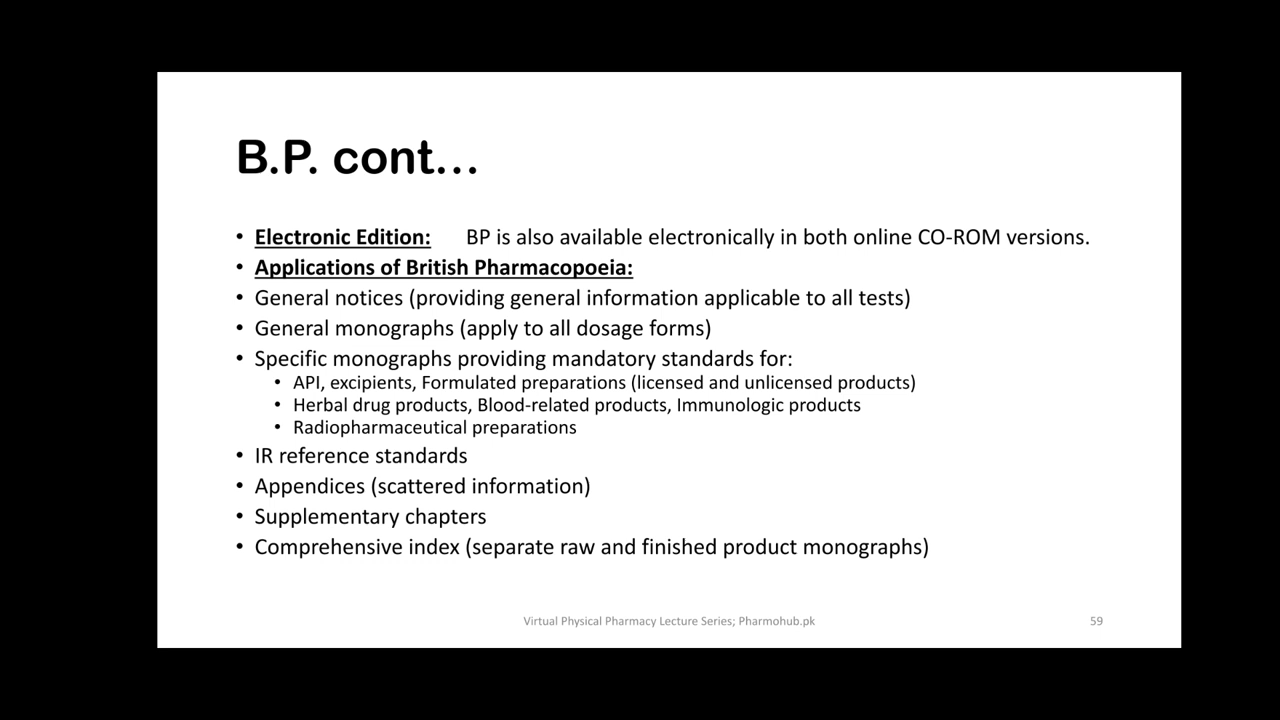 B.P. cont...
• Electronic Edition: BP is also available electronically in both online CO-ROM versions.
• Applications of British Pharmacopoeia:
• General notices (providing general information applicable to all tests)
• General monographs (apply to all dosage forms)
• Specific monographs providing mandatory standards for:
• API, excipients, Formulated preparations (licensed and unlicensed products)
• Herbal drug products, Blood-related products, Immunologic products
• Radiopharmaceutical preparations
• IR reference standards
• Appendices (scattered information)
• Supplementary chapters
• Comprehensive index (separate raw and finished product monographs)
Virtual Physical Pharmacy Lecture Series; Pharmohub.pk 59